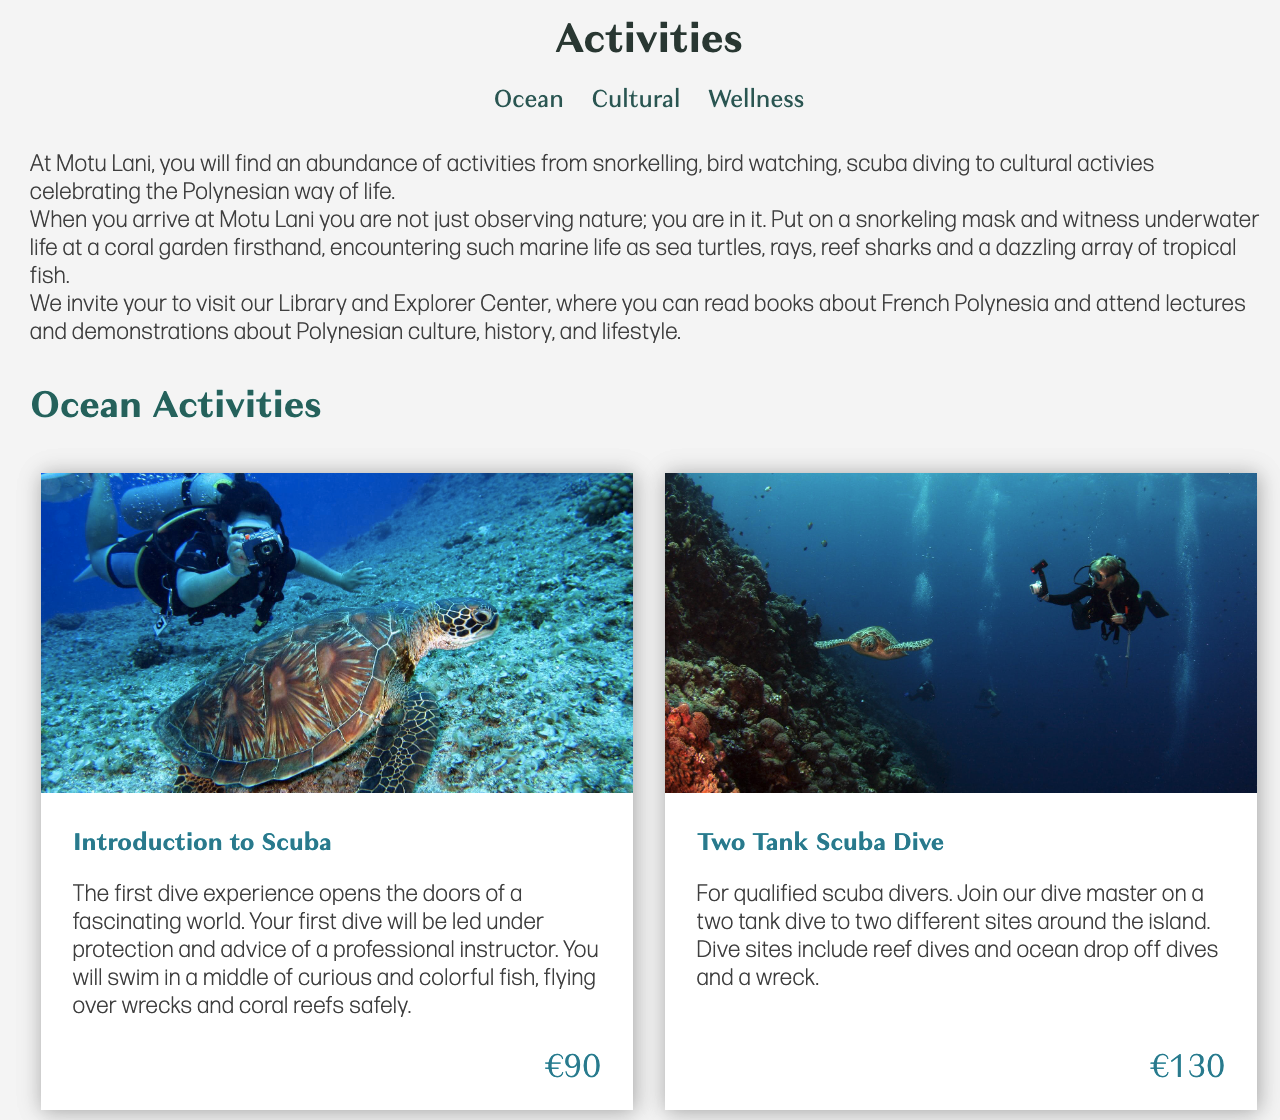 Activities
Ocean Cultural Wellness
At Motu Lani, you will find an abundance of activities from snorkelling, bird watching, scuba diving to cultural activies
celebrating the Polynesian way of life.
When you arrive at Motu Lani you are not just observing nature; you are in it. Put on a snorkeling mask and witness underwater
life at a coral garden firsthand, encountering such marine life as sea turtles, rays, reef sharks and a dazzling array of tropical
fish.
We invite your to visit our Library and Explorer Center, where you can read books about French Polynesia and attend lectures
and demonstrations about Polynesian culture, history, and lifestyle.
Ocean Activities
Introduction to Scuba
The first dive experience opens the doors of a
fascinating world. Your first dive will be led under
protection and advice of a professional instructor. You
will swim in a middle of curious and colorful fish, flying
over wrecks and coral reefs safely.
€90
Two Tank Scuba Dive
For qualified scuba divers. Join our dive master on a
two tank dive to two different sites around the island.
Dive sites include reef dives and ocean drop off dives
and a wreck.
€130